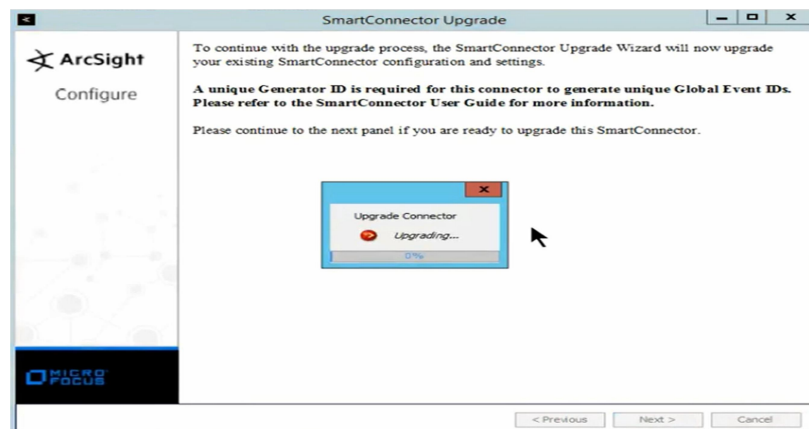 SmartConnector Upgrade
ArcSight
Configure
To continue with the upgrade process, the SmartConnector Upgrade Wizard will now upgrade
your existing SmartConnector configuration and settings.
A unique Generator ID is required for this connector to generate unique Global Event IDs.
Please refer to the SmartConnector User Guide for more information.
Please continue to the next panel if you are ready to upgrade this SmartConnector.
Upgrade Connector
Upgrading...
0%
MICRO
FOCUS
< Previous
Next >
Cancel